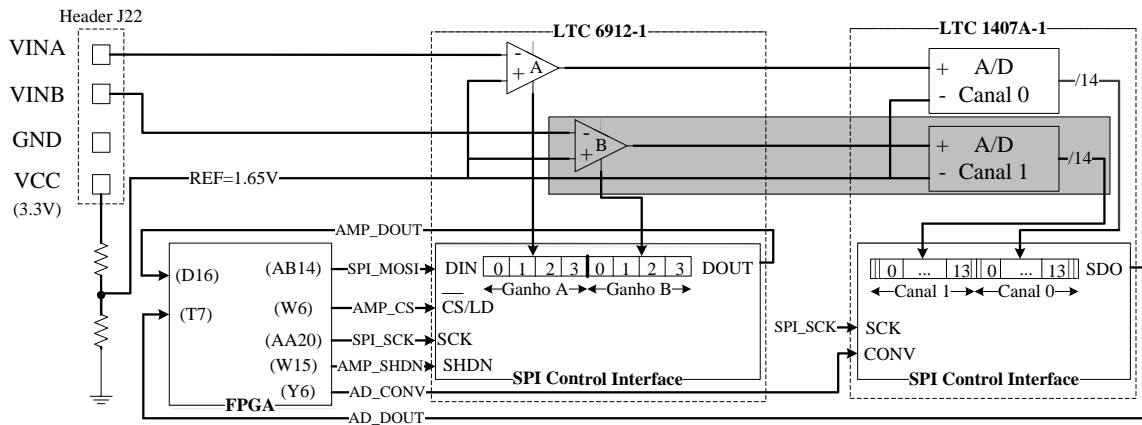 Header J22
LTC 6912-1
LTC 1407A-1
VINA
VINB
GND
VCC
(3.3V)
REF=1.65V
- + A
- + B
+ -
A/D
Canal 0
/14
+ -
A/D
Canal 1
/14
AMP_DOUT
(D16)
(T7)
(AB14)
(W6)
(AA20)
(W15)
(Y6)
FPGA
SPI_MOSI
AMP_CS
SPI_SCK
AMP_SHDN
AD_CONV
AD_DOUT
DIN
0 1 2 3 0 1 2 3
DOUT
Ganho A
Ganho B
CS/LD
SCK
SHDN
SPI Control Interface
0 ... 13 0 ... 13
SDO
Canal 1
Canal 0
SPI_SCK
SCK
CONV
SPI Control Interface